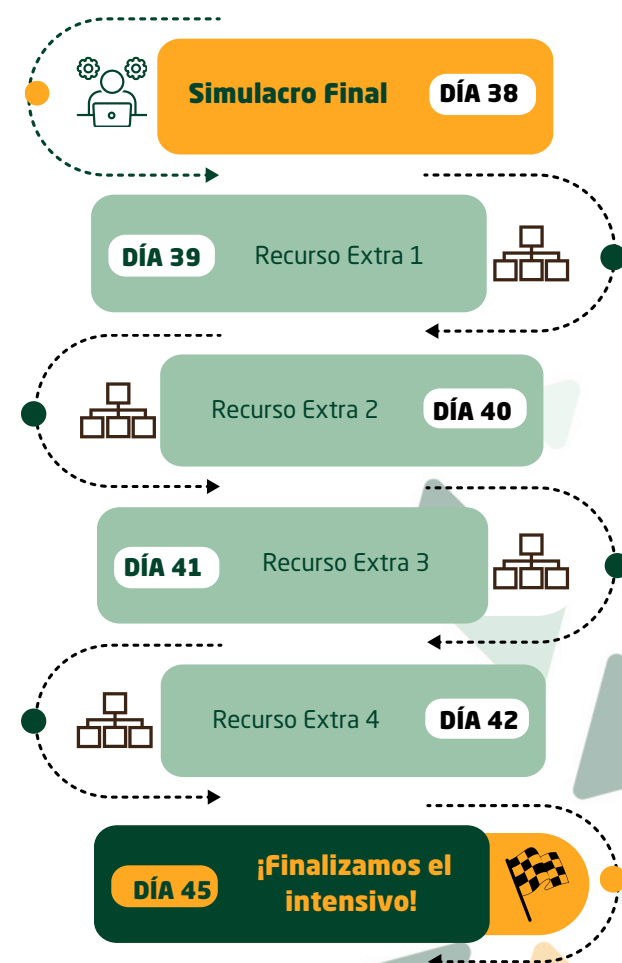 Simulacro Final DÍA 38
DÍA 39 Recurso Extra 1
Recurso Extra 2 DÍA 40
DÍA 41 Recurso Extra 3
Recurso Extra 4 DÍA 42
DÍA 45 ¡Finalizamos el
intensivo!